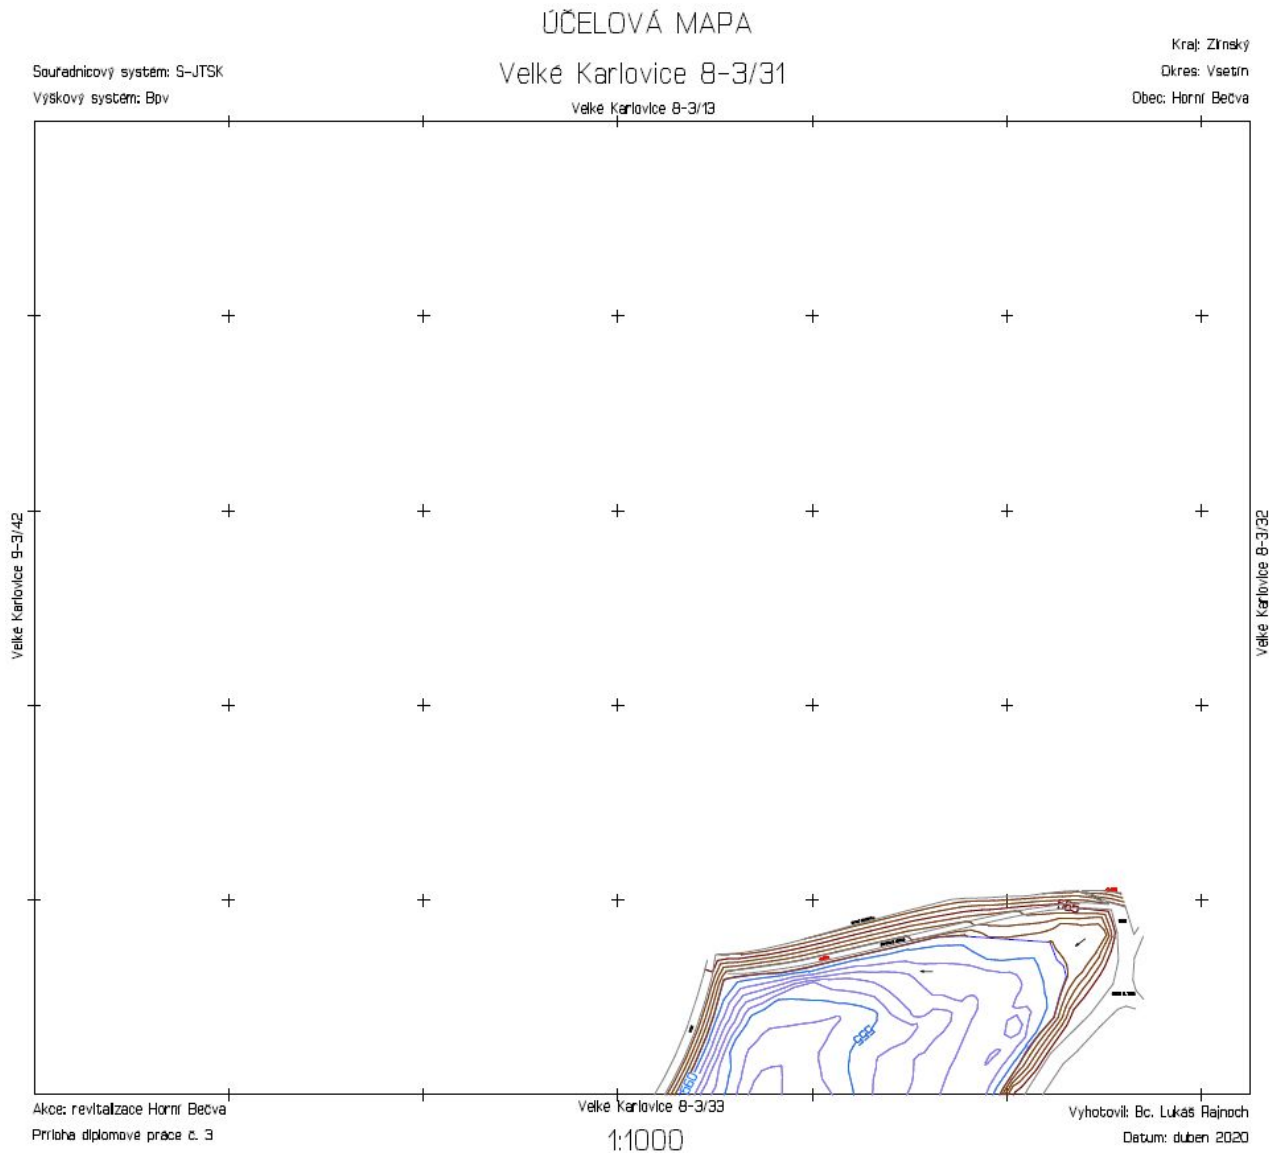 ÚČELOVÁ MAPA
Velké Karlovice 8-3/31
Souřadnicový systém: S-JTSK
Výškový systém: Bpv
Kraj: Zlínský
Okres: Vsetín
Obec: Horní Bečva
Velké Karlovice 8-3/13
Velké Karlovice 9-3/42
Velké Karlovice 8-3/32
565
555
560
Akce: revitalizace Horní Bečva
Příloha diplomové práce č. 3
Velké Karlovice 8-3/33
1:1000
Vyhotovil: Bc. Lukáš Rajnoch
Datum: duben 2020